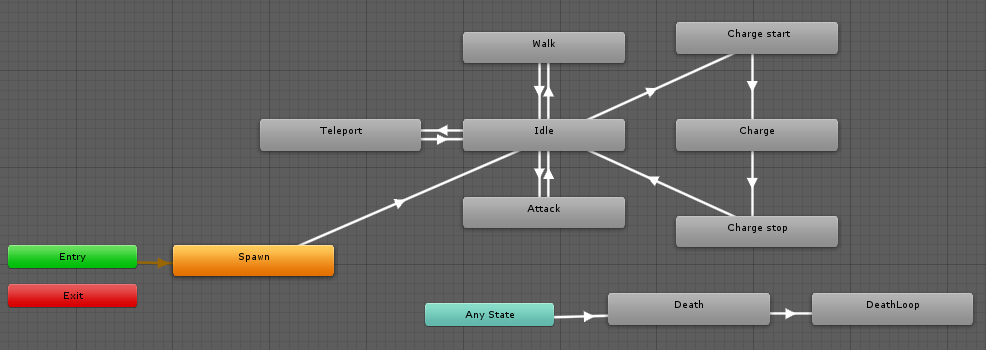 Charge start
Walk
Teleport
Idle
Charge
Attack
Charge stop
Entry
Spawn
Exit
Death
DeathLoop
Any State